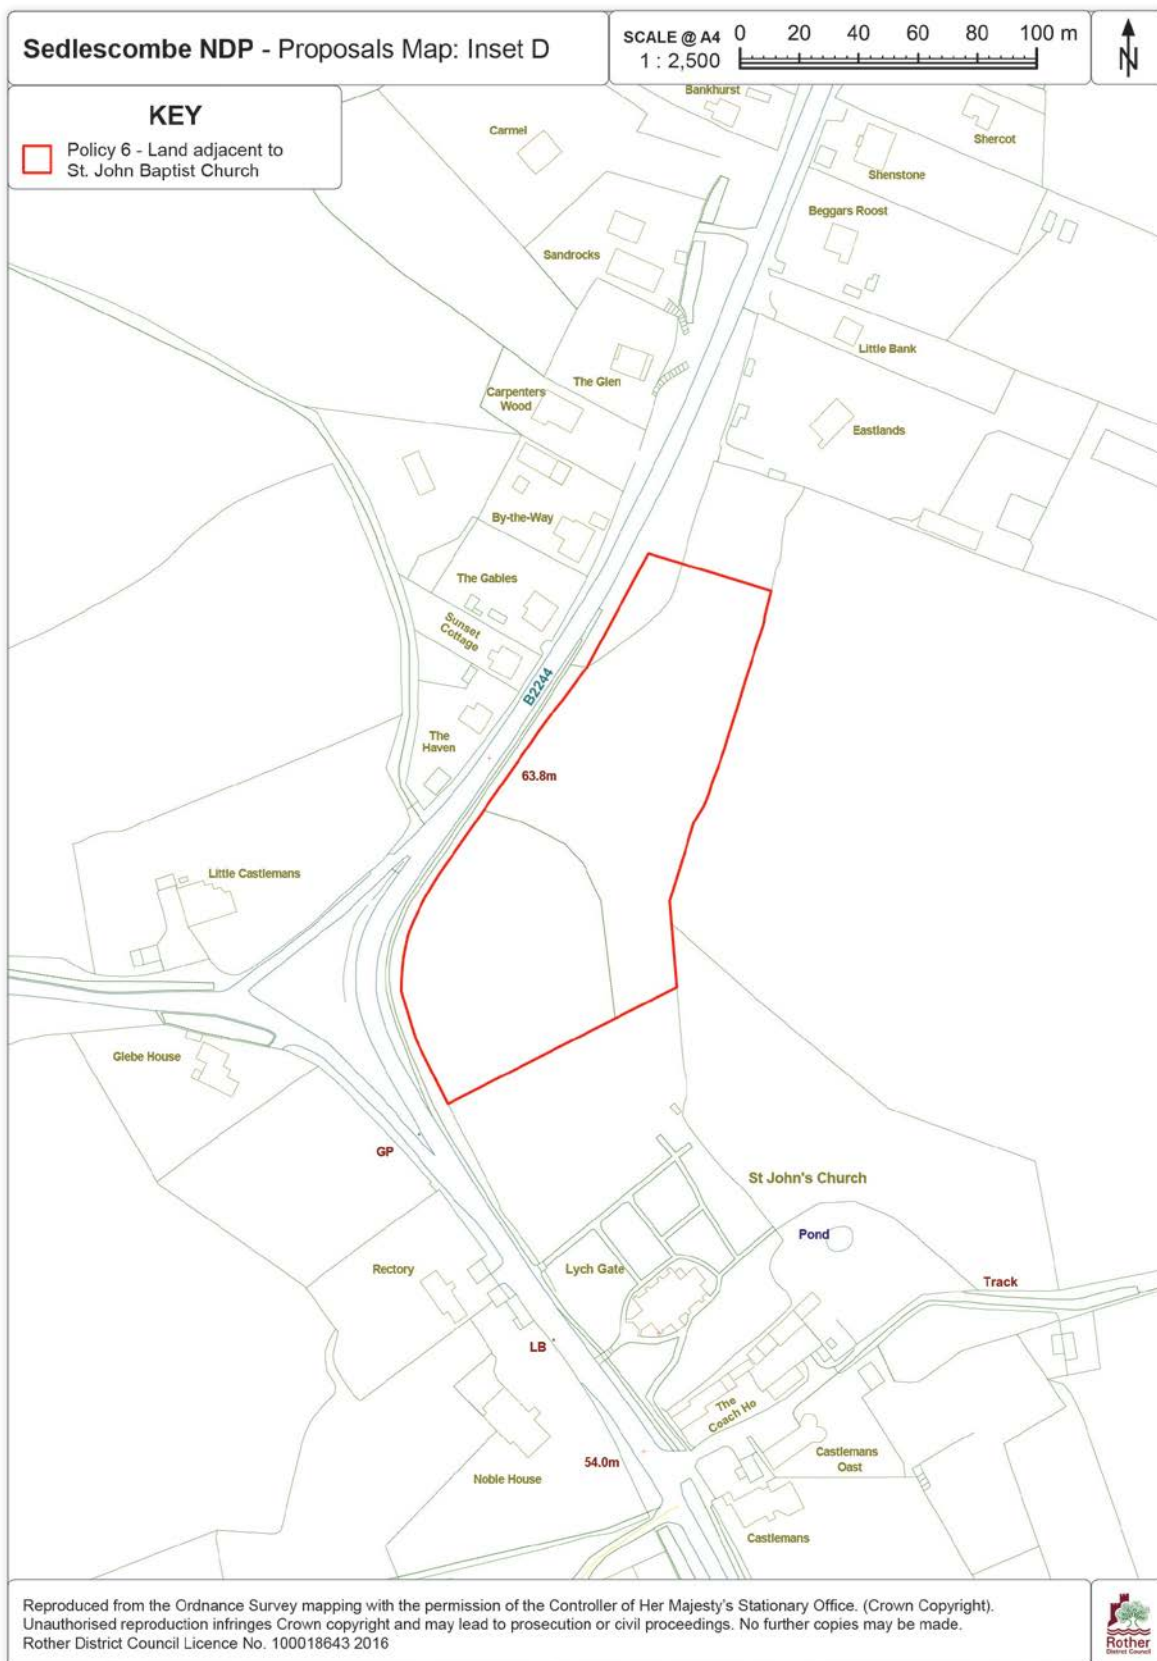 Sedlescombe NDP - Proposals Map: Inset D
SCALE @ A4
1 : 2,500
0 20 40 60 80 100 m
N
KEY
Policy 6 - Land adjacent to
St. John Baptist Church
Bankhurst
Carmel
Shercot
Shenstone
Beggars Roost
Sandrocks
Little Bank
The Glen
Carpenters
Wood
Eastlands
By-the-Way
The Gables
Sunset
Cottage
B2244
The
Haven
63.8m
Little Castlemans
Glebe House
GP
St John's Church
Pond
Rectory
Lych Gate
Track
LB
The
Coach Ho
Castlemans
Oast
54.0m
Noble House
Castlemans
Reproduced from the Ordnance Survey mapping with the permission of the Controller of Her Majesty's Stationary Office. (Crown Copyright).
Unauthorised reproduction infringes Crown copyright and may lead to prosecution or civil proceedings. No further copies may be made.
Rother District Council Licence No. 100018643 2016
Rother
District Council